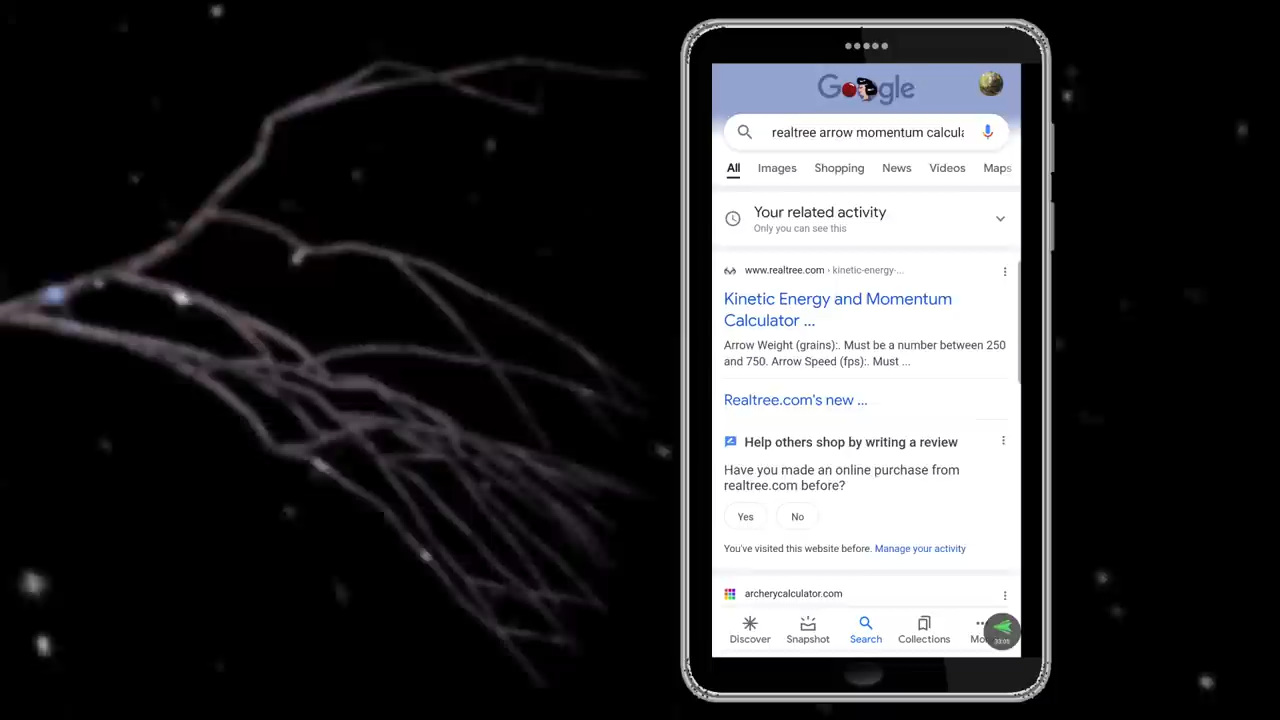 Google
realtree arrow momentum calcula
All Images Shopping News Videos Maps
Your related activity
Only you can see this
www.realtree.com › kinetic-energy-...
Kinetic Energy and Momentum
Calculator ...
Arrow Weight (grains):. Must be a number between 250
and 750. Arrow Speed (fps):. Must ...
Realtree.com's new ...
Help others shop by writing a review
Have you made an online purchase from
realtree.com before?
Yes No
You've visited this website before. Manage your activity
archerycalculator.com
Discover Snapshot Search Collections Mo
33:05